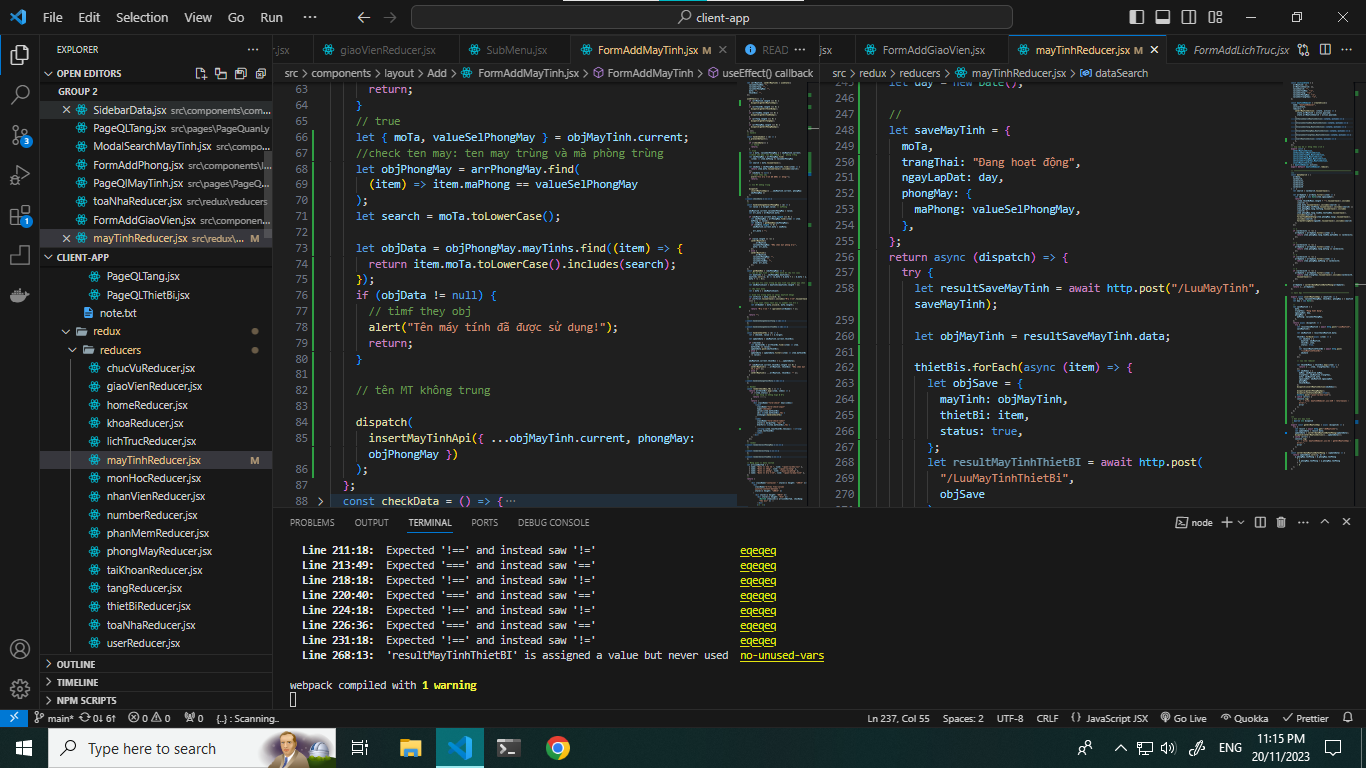 File Edit Selection View Go Run ··· client-app
EXPLORER ···
OPEN EDITORS
GROUP 2
SidebarData.jsx src\components\com...
PageQLTang.jsx src\pages\PageQuanLy
ModalSearchMayTinh.jsx src\compo...
FormAddPhong.jsx src\components\l...
PageQlMayTinh.jsx src\pages\PageQ...
toaNhaReducer.jsx src\redux\reducers
FormAddGiaoVien.jsx src\componen...
mayTinhReducer.jsx src\redux\... M
CLIENT-APP
PageQLTang.jsx
PageQLThietBi.jsx
note.txt
redux
reducers
chucVuReducer.jsx
giaoVienReducer.jsx
homeReducer.jsx
khoaReducer.jsx
lichTrucReducer.jsx
mayTinhReducer.jsx M
monHocReducer.jsx
nhanVienReducer.jsx
numberReducer.jsx
phanMemReducer.jsx
phongMayReducer.jsx
taiKhoanReducer.jsx
tangReducer.jsx
thietBiReducer.jsx
toaNhaReducer.jsx
userReducer.jsx
OUTLINE
TIMELINE
NPM SCRIPTS
r.jsx giaoVienReducer.jsx SubMenu.jsx FormAddMayTinh.jsx M READ ···
src > components > layout > Add > FormAddMayTinh.jsx > FormAddMayTinh > useEffect() callback
63 return;
64 }
65 // true
66 let { moTa, valueSelPhongMay } = objMayTinh.current;
67 //check ten may: ten may trùng và mà phòng trùng
68 let objPhongMay = arrPhongMay.find(
69 (item) => item.maPhong == valueSelPhongMay
70 );
71 let search = moTa.toLowerCase();
72
73 let objData = objPhongMay.mayTinhs.find((item) => {
74 return item.moTa.toLowerCase().includes(search);
75 });
76 if (objData != null) {
77 // timf they obj
78 alert("Tên máy tính đã được sử dụng!");
79 return;
80 }
81
82 // tên MT không trung
83
84 dispatch(
85 insertMayTinhApi({ ...objMayTinh.current, phongMay:
objPhongMay })
86 );
87 };
88 const checkData = () => {···
jsx FormAddGiaoVien.jsx mayTinhReducer.jsx M FormAddLichTruc.jsx ···
src > redux > reducers > mayTinhReducer.jsx > dataSearch
245 let day = new Date();
246
247 //
248 let saveMayTinh = {
249 moTa,
250 trangThai: "Đang hoạt động",
251 ngayLapDat: day,
252 phongMay: {
253 maPhong: valueSelPhongMay,
254 },
255 };
256 return async (dispatch) => {
257 try {
258 let resultSaveMayTinh = await http.post("/LuuMayTinh",
saveMayTinh);
259
260 let objMayTinh = resultSaveMayTinh.data;
261
262 thietBis.forEach(async (item) => {
263 let objSave = {
264 mayTinh: objMayTinh,
265 thietBi: item,
266 status: true,
267 };
268 let resultMayTinhThietBI = await http.post(
269 "/LuuMayTinhThietBi",
270 objSave
PROBLEMS OUTPUT TERMINAL PORTS DEBUG CONSOLE node ···
Line 211:18: Expected '!==' and instead saw '!=' eqeqeq
Line 213:49: Expected '===' and instead saw '==' eqeqeq
Line 218:18: Expected '!==' and instead saw '!=' eqeqeq
Line 220:40: Expected '===' and instead saw '==' eqeqeq
Line 224:18: Expected '!==' and instead saw '!=' eqeqeq
Line 226:36: Expected '===' and instead saw '==' eqeqeq
Line 231:18: Expected '!==' and instead saw '!=' eqeqeq
Line 268:13: 'resultMayTinhThietBI' is assigned a value but never used no-unused-vars
webpack compiled with 1 warning
main* 0↓ 6↑ 0 0 0 {..} : Scanning.. Ln 237, Col 55 Spaces: 2 UTF-8 CRLF JavaScript JSX Go Live Quokka Prettier
Type here to search ENG 11:15 PM
20/11/2023